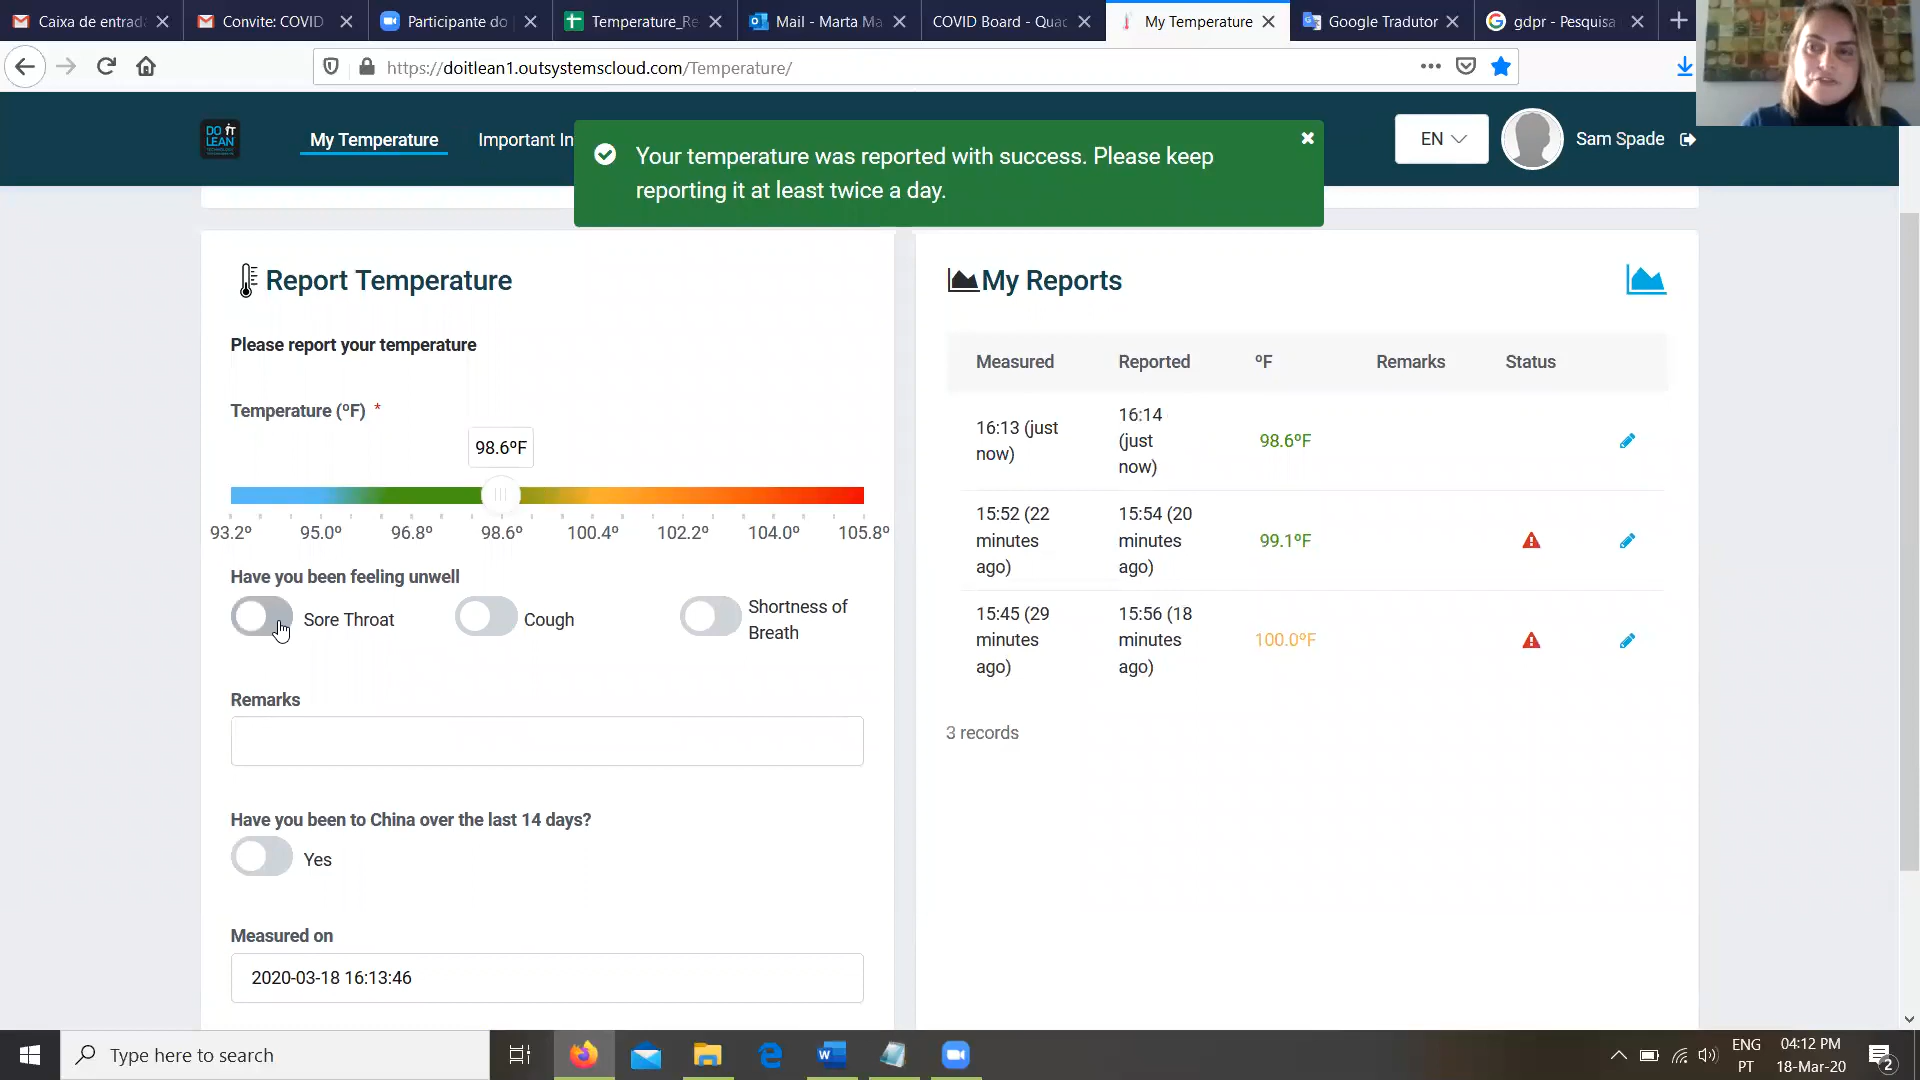 Caixa de entrad
Convite: COVID
Participante do
Temperature_Re
Mail - Marta Ma
COVID Board - Quad
My Temperature
Google Tradutor
gdpr - Pesquisa
https://doitlean1.outsystemscloud.com/Temperature/
DO iT
LEAN
My Temperature
Important In
Your temperature was reported with success. Please keep
reporting it at least twice a day.
EN
Sam Spade
Report Temperature
Please report your temperature
Temperature (ºF) *
98.6ºF
93.2º 95.0º 96.8º 98.6º 100.4º 102.2º 104.0º 105.8º
Have you been feeling unwell
Sore Throat
Cough
Shortness of
Breath
Remarks
Have you been to China over the last 14 days?
Yes
Measured on
2020-03-18 16:13:46
My Reports
Measured Reported ºF Remarks Status
16:13 (just
now)
16:14
(just
now)
98.6ºF
15:52 (22
minutes
ago)
15:54 (20
minutes
ago)
99.1ºF
15:45 (29
minutes
ago)
15:56 (18
minutes
ago)
100.0ºF
3 records
Type here to search
ENG
PT
04:12 PM
18-Mar-20
2